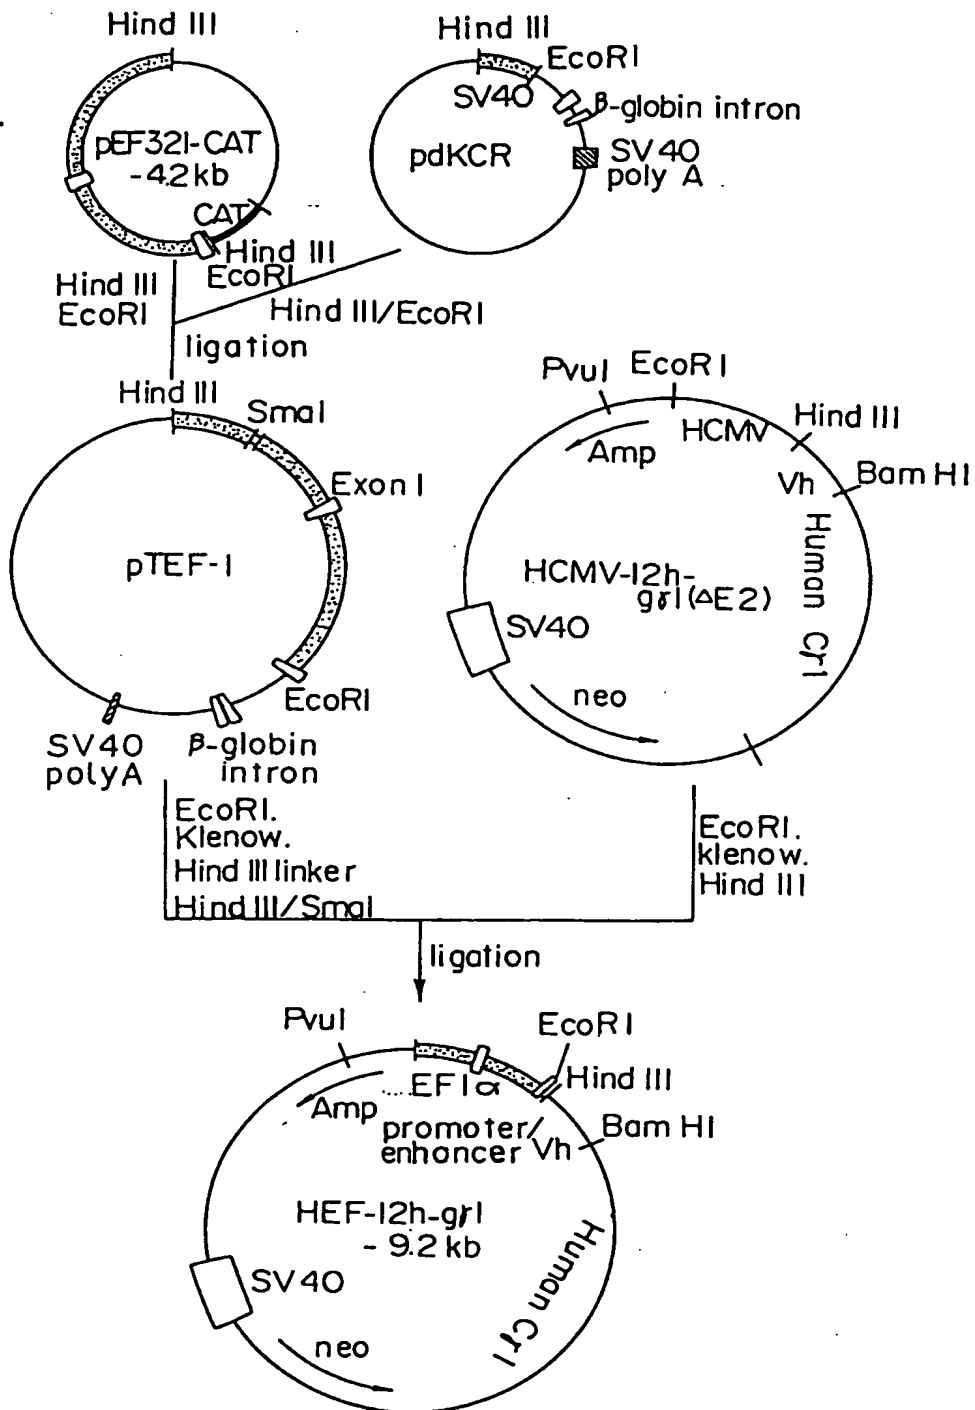 Hind III
pEF321-CAT
-4.2 kb
CAT
Hind III
EcoRI
Hind III
EcoRI
SV40
β-globin intron
pdKCR
SV40
poly A
Hind III
EcoRI
Hind III/EcoRI
ligation
Hind III
SmaI
Exon I
pTEF-1
EcoRI
SV40
polyA
β-globin
intron
PvuI
EcoRI
HCMV
Hind III
Amp
Vh
Bam HI
Human Cγ1
HCMV-12h-
gγ1(ΔE2)
SV40
neo
EcoRI.
Klenow.
Hind III linker
Hind III/SmaI
EcoRI.
klenow.
Hind III
ligation
PvuI
EcoRI
EF1α
Hind III
Amp
promoter/
enhancer
Vh
Bam HI
HEF-12h-gγ1
- 9.2 kb
Human Cγ1
SV40
neo